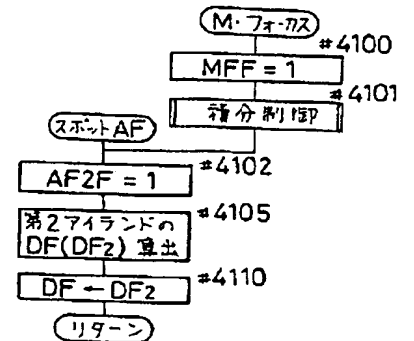 M・フォーカス
#4100
MFF = 1
#4101
積分制御
スポットAF
#4102
AF2F = 1
#4105
第2アイランドの
DF(DF2) 算出
#4110
DF ← DF2
リターン